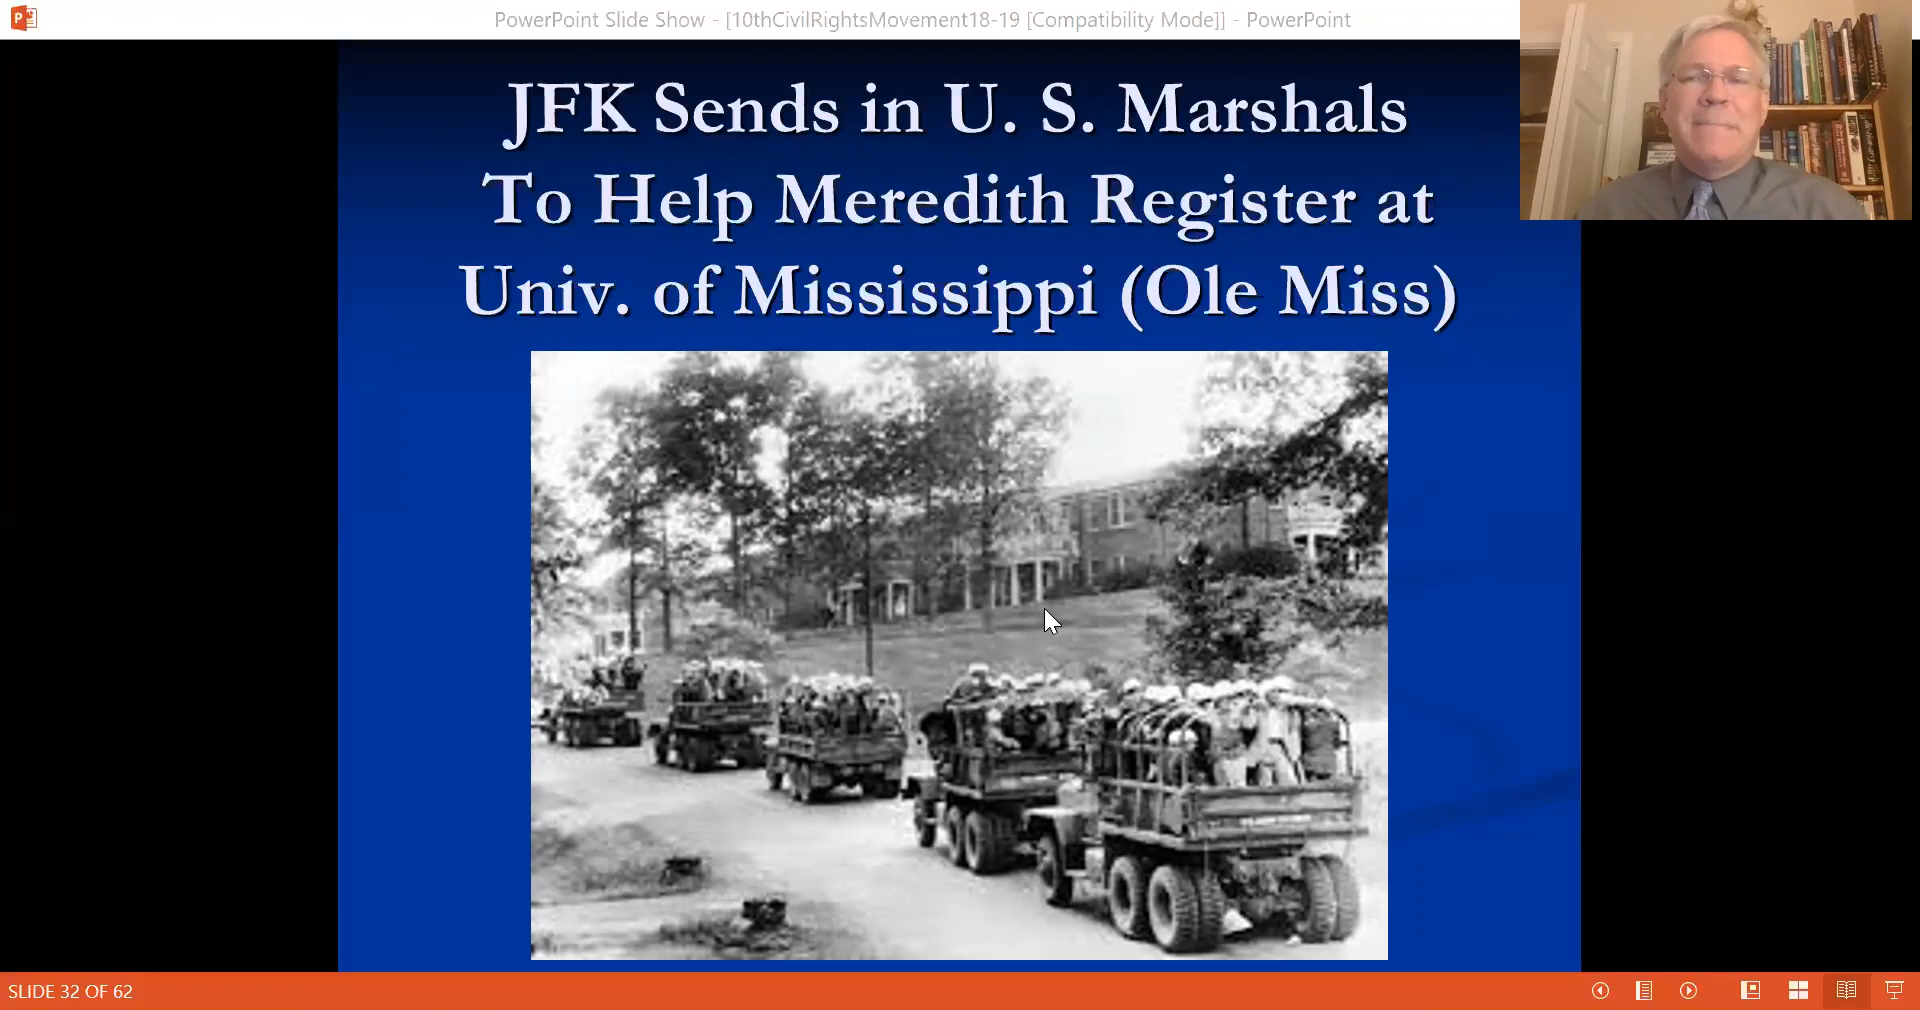 PowerPoint Slide Show - [10thCivilRightsMovement18-19 [Compatibility Mode]] - PowerPoint
JFK Sends in U. S. Marshals
To Help Meredith Register at
Univ. of Mississippi (Ole Miss)
SLIDE 32 OF 62